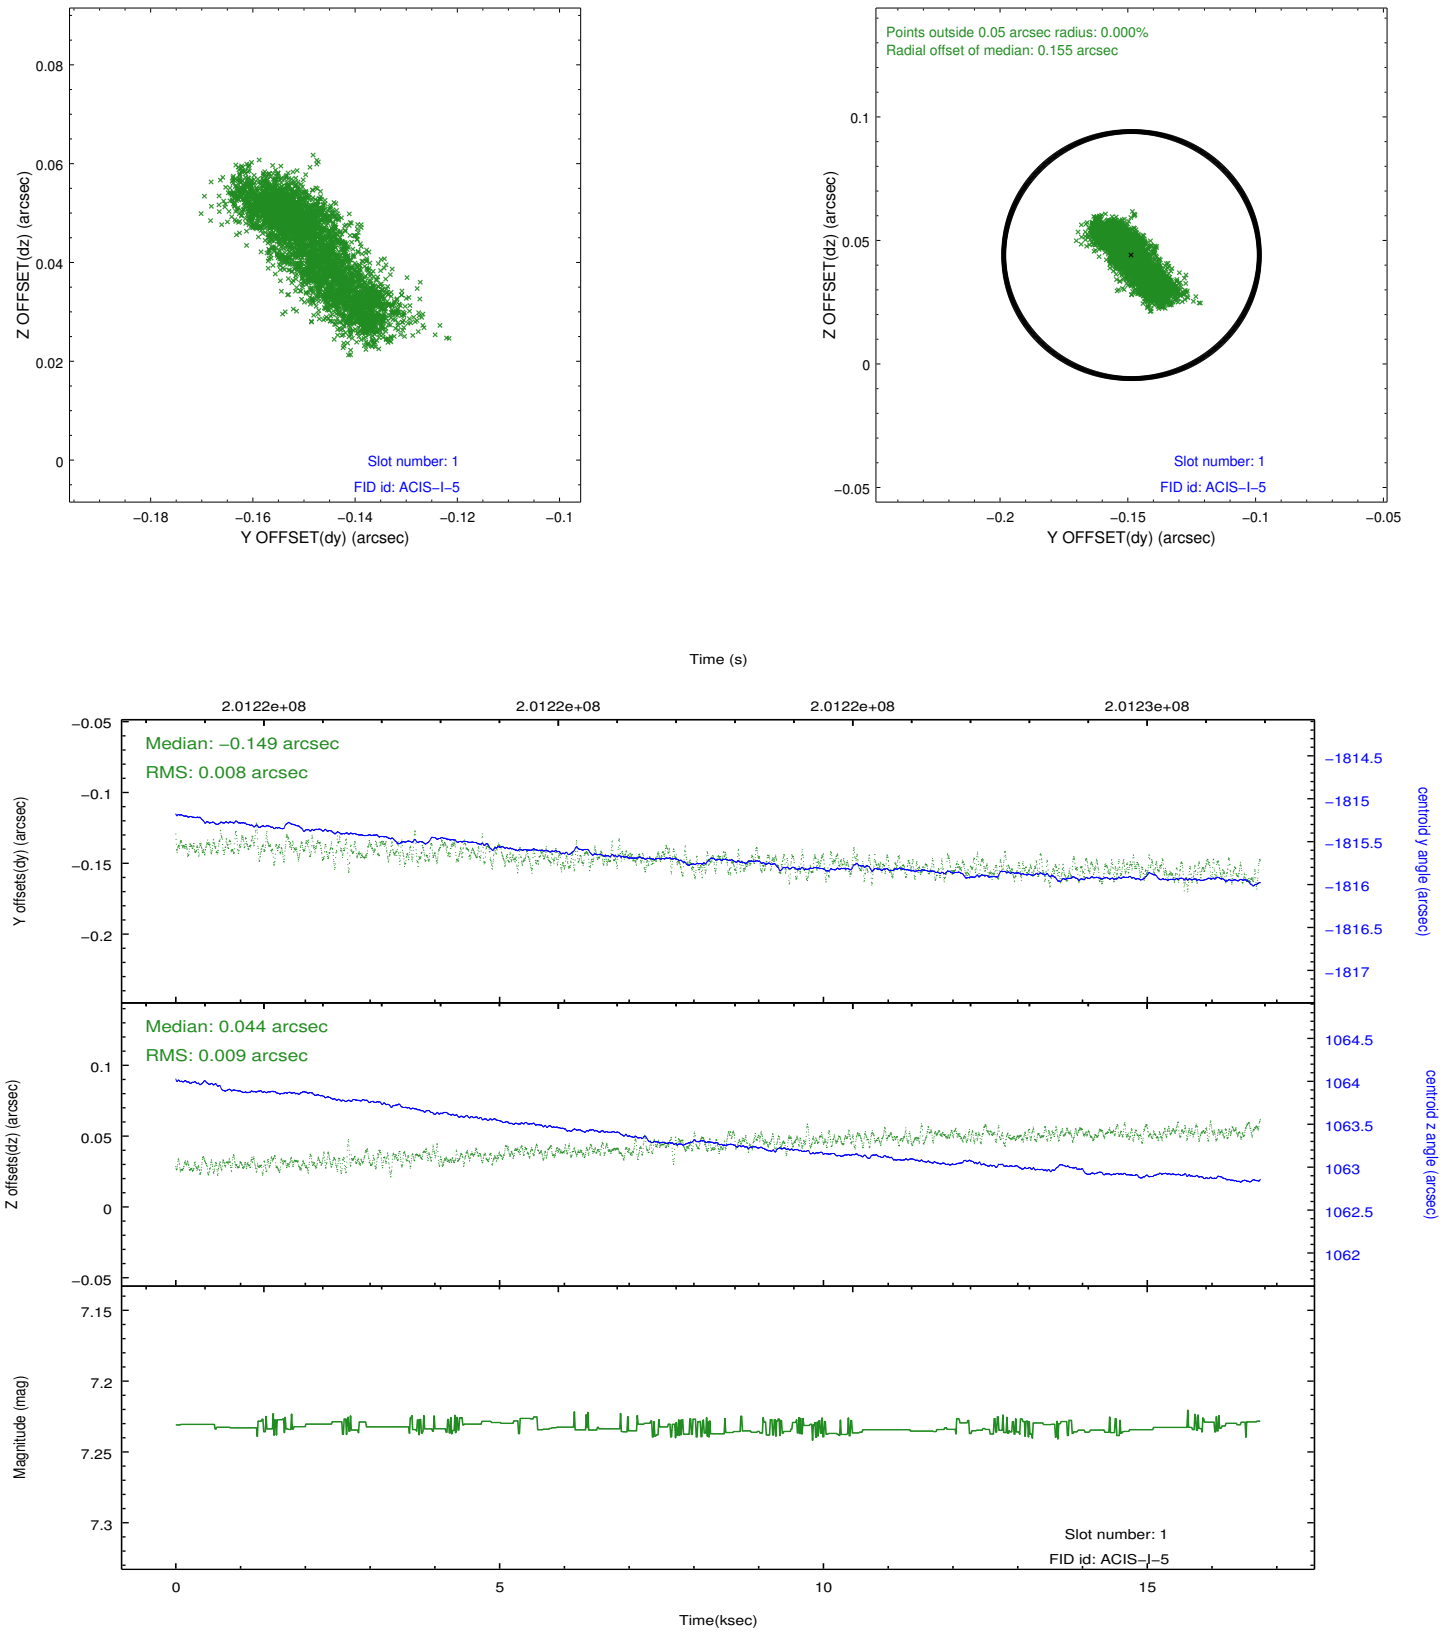 0.08
0.06
0.04
0.02
0
Z OFFSET(dz) (arcsec)
Slot number: 1
FID id: ACIS−I−5
−0.18
−0.16
−0.14
−0.12
−0.1
Y OFFSET(dy) (arcsec)
Points outside 0.05 arcsec radius: 0.000%
Radial offset of median: 0.155 arcsec
0.1
0.05
0
−0.05
Z OFFSET(dz) (arcsec)
Slot number: 1
FID id: ACIS−I−5
−0.2
−0.15
−0.1
−0.05
Y OFFSET(dy) (arcsec)
Time (s)
2.0122e+08
2.0122e+08
2.0122e+08
2.0123e+08
−0.05
−0.1
−0.15
−0.2
Y offsets(dy) (arcsec)
Median: −0.149 arcsec
RMS: 0.008 arcsec
−1814.5
−1815
−1815.5
−1816
−1816.5
−1817
centroid y angle (arcsec)
0.1
0.05
0
−0.05
Z offsets(dz) (arcsec)
Median: 0.044 arcsec
RMS: 0.009 arcsec
1064.5
1064
1063.5
1063
1062.5
1062
centroid z angle (arcsec)
7.15
7.2
7.25
7.3
Magnitude (mag)
Slot number: 1
FID id: ACIS−I−5
0
5
10
15
Time(ksec)